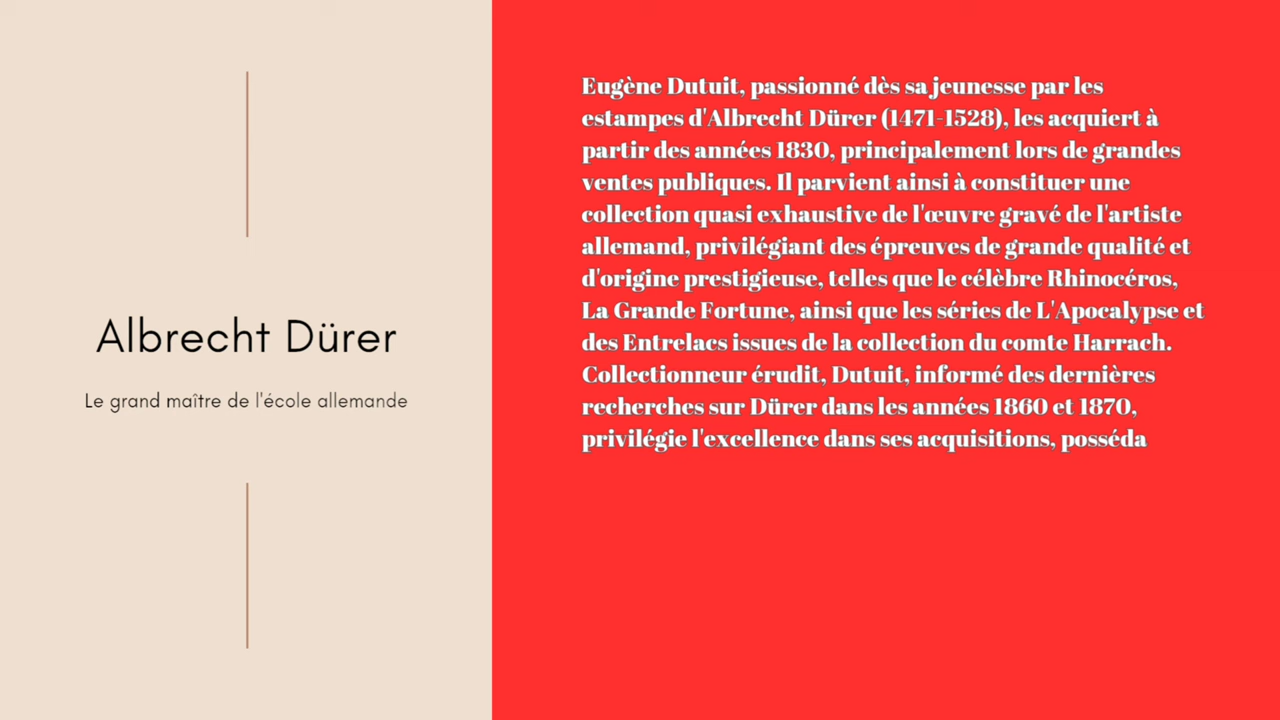 Albrecht Dürer
Le grand maître de l'école allemande
Eugène Dutuit, passionné dès sa jeunesse par les
estampes d'Albrecht Dürer (1471-1528), les acquiert à
partir des années 1830, principalement lors de grandes
ventes publiques. Il parvient ainsi à constituer une
collection quasi exhaustive de l'œuvre gravé de l'artiste
allemand, privilégiant des épreuves de grande qualité et
d'origine prestigieuse, telles que le célèbre Rhinocéros,
La Grande Fortune, ainsi que les séries de L'Apocalypse et
des Entrelacs issues de la collection du comte Harrach.
Collectionneur érudit, Dutuit, informé des dernières
recherches sur Dürer dans les années 1860 et 1870,
privilégie l'excellence dans ses acquisitions, posséda